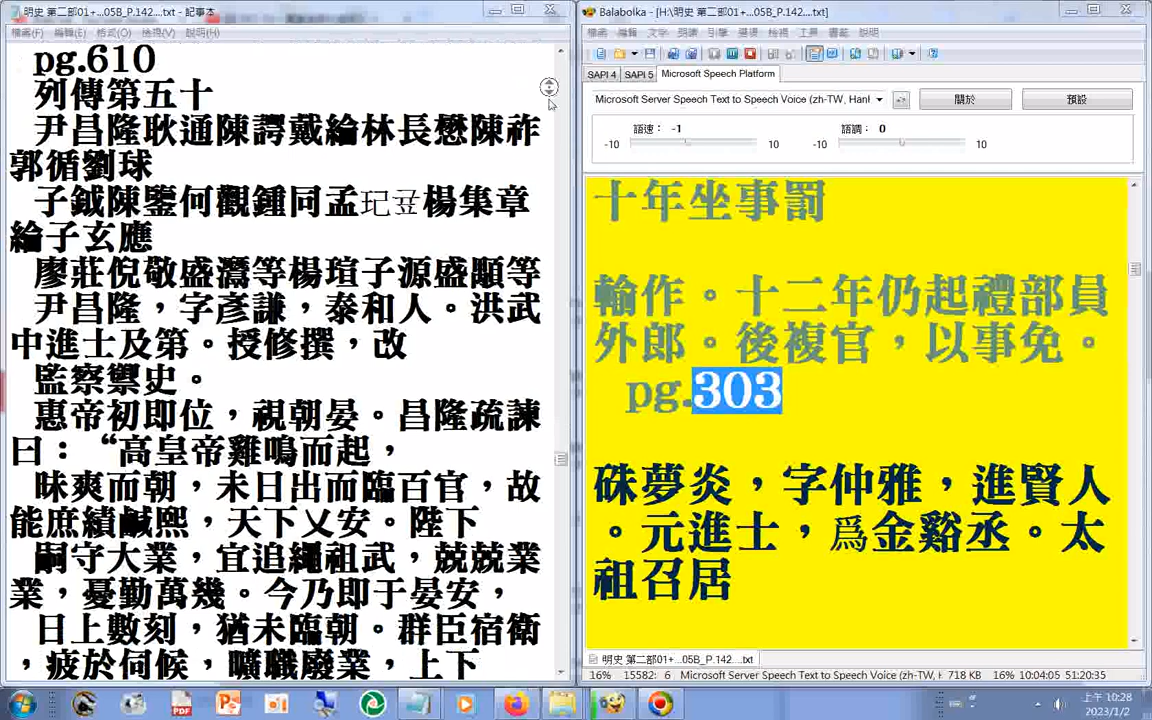 明史 第二部01+...05B_P.142....txt - 記事本
檔案(F) 編輯(E) 格式(O) 檢視(V) 說明(H)
pg.610
列傳第五十
尹昌隆耿通陳諤戴綸林長懋陳祚
郭循劉球
子鉞陳鑒何觀鍾同孟玘곺楊集章
綸子玄應
廖莊倪敬盛㫤等楊瑄子源盛顒等
尹昌隆，字彥謙，泰和人。洪武
中進士及第。授修撰，改
監察禦史。
惠帝初即位，視朝晏。昌隆疏諫
曰：“高皇帝雞鳴而起，
昧爽而朝，未日出而臨百官，故
能庶績鹹熙，天下乂安。陛下
嗣守大業，宜追繩祖武，兢兢業
業，憂勤萬幾。今乃即于晏安，
日上數刻，猶未臨朝。群臣宿衛
，疲於伺候，曠職廢業，上下
Balabolka - [H:\明史 第二部01+...05B_P.142....txt]
檔案 編輯 文字 朗讀 引擎 選項 檢視 工具 書籤 說明
SAPI 4 SAPI 5 Microsoft Speech Platform
Microsoft Server Speech Text to Speech Voice (zh-TW, Hanl
關於 預設
語速： -1 語調： 0
-10 10 -10 10
十年坐事罰
輸作。十二年仍起禮部員
外郎。後複官，以事免。
pg.303
硃夢炎，字仲雅，進賢人
。元進士，爲金谿丞。太
祖召居
明史 第二部01+...05B_P.142....txt
16% 15582: 6 Microsoft Server Speech Text to Speech Voice (zh-TW, H 718 KB 16% 10:04:05 51:20:35
上午 10:28
2023/1/2